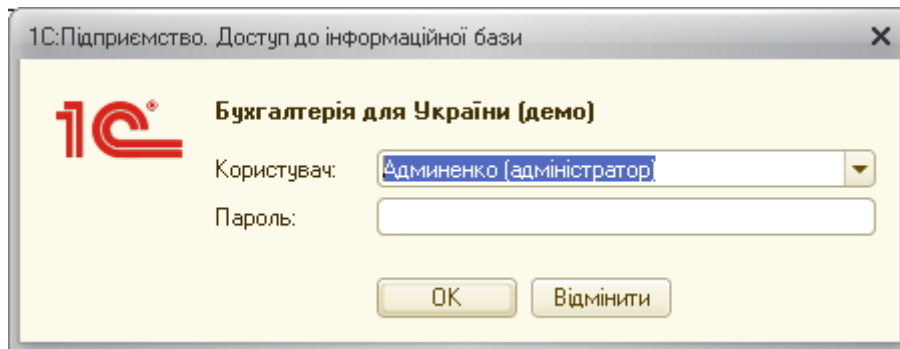 1С:Підприємство. Доступ до інформаційної бази
1С®
Бухгалтерія для України (демо)
Користувач: Админенко (адміністратор)
Пароль:
OK Відмінити